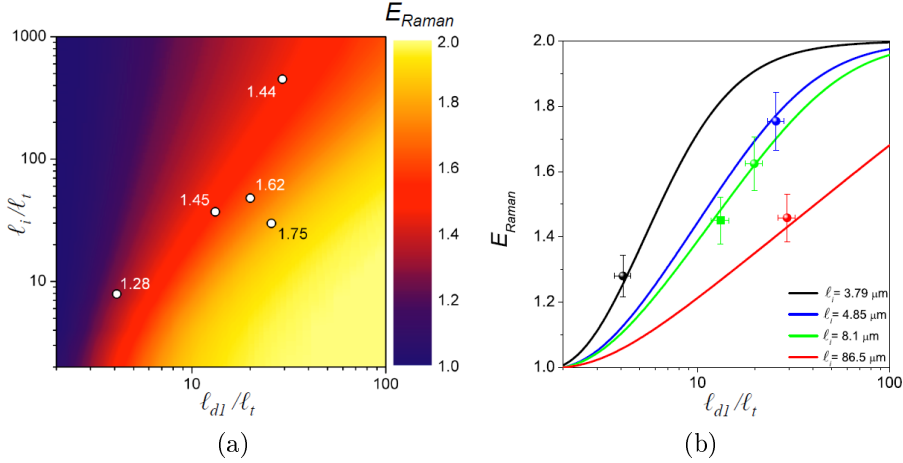 E_Raman
1000
100
10
ℓ_i/ℓ_t
1.44
1.45
1.62
1.75
1.28
10
100
ℓ_d1/ℓ_t
2.0
1.8
1.6
1.4
1.2
1.0
(a)
2.0
1.8
1.6
1.4
1.2
1.0
E_Raman
ℓ_i= 3.79 μm
ℓ_i= 4.85 μm
ℓ_i= 8.1 μm
ℓ_i= 86.5 μm
10
100
ℓ_d1/ℓ_t
(b)